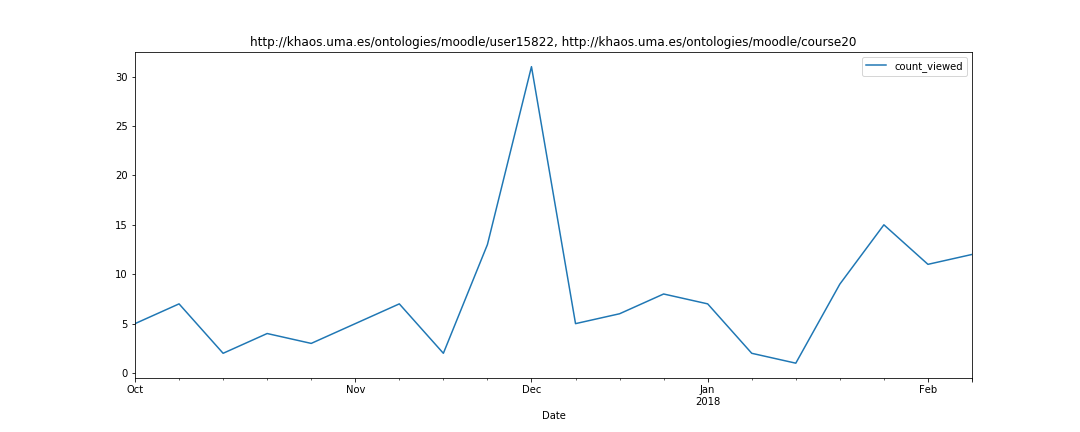 http://khaos.uma.es/ontologies/moodle/user15822, http://khaos.uma.es/ontologies/moodle/course20
count_viewed
30
25
20
15
10
5
0
Oct Nov Dec Jan Feb
2018
Date